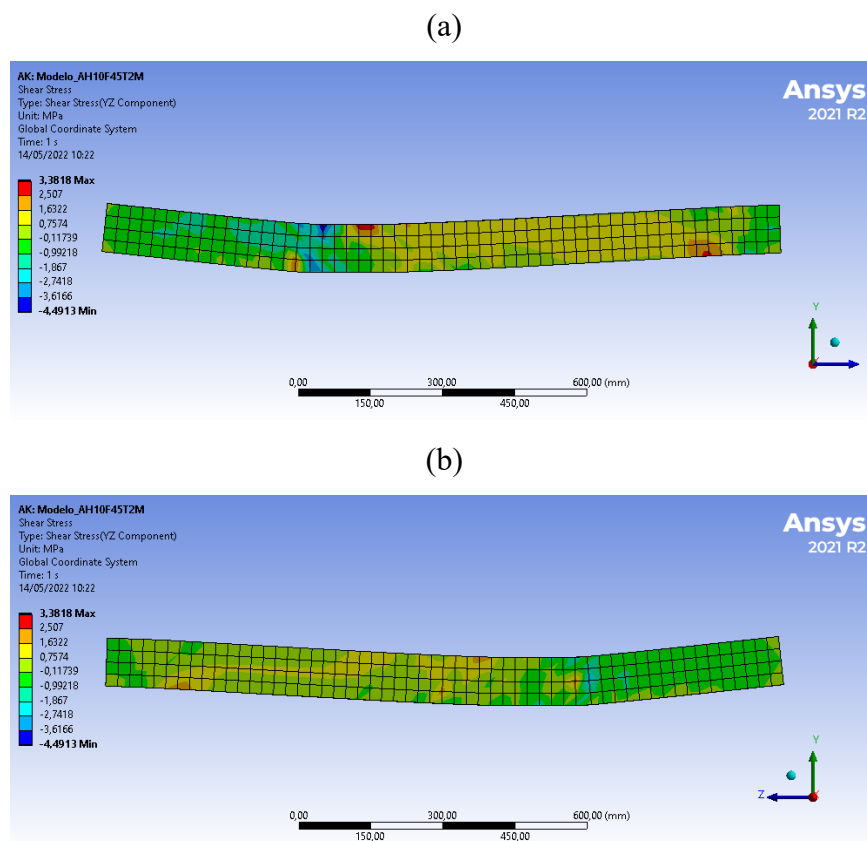 (a)
AK: Modelo_AH10F45T2M
Shear Stress
Type: Shear Stress(YZ Component)
Unit: MPa
Global Coordinate System
Time: 1 s
14/05/2022 10:22
Ansys
2021 R2
3,3818 Max
2,507
1,6322
0,7574
-0,11739
-0,99218
-1,867
-2,7418
-3,6166
-4,4913 Min
Y
0,00 300,00 600,00 (mm)
150,00 450,00
(b)
AK: Modelo_AH10F45T2M
Shear Stress
Type: Shear Stress(YZ Component)
Unit: MPa
Global Coordinate System
Time: 1 s
14/05/2022 10:22
Ansys
2021 R2
3,3818 Max
2,507
1,6322
0,7574
-0,11739
-0,99218
-1,867
-2,7418
-3,6166
-4,4913 Min
Y
Z
0,00 300,00 600,00 (mm)
150,00 450,00